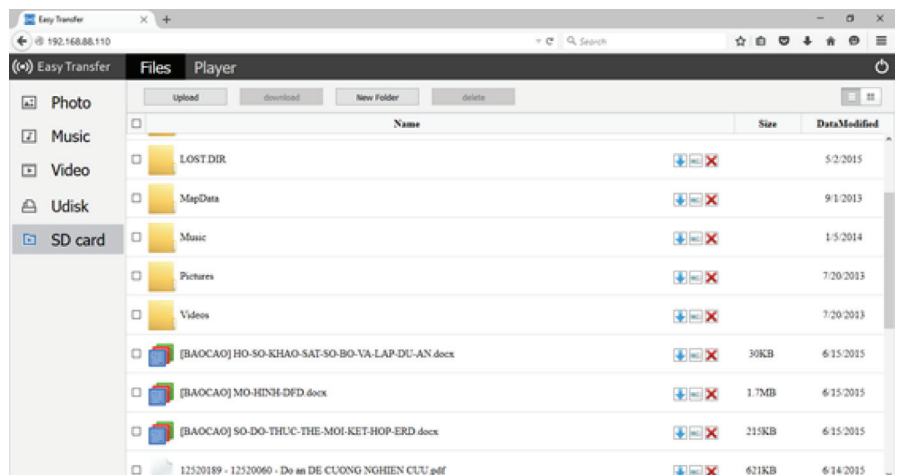 Easy Transfer
192.168.88.110
Search
Easy Transfer
Files
Player
Photo
Music
Video
Udisk
SD card
Upload
download
New Folder
delete
Name
Size
DataModified
LOST.DIR
5/2/2015
MapData
9/1/2013
Music
1/5/2014
Pictures
7/20/2013
Videos
7/20/2013
[BAOCAO] HO-SO-KHAO-SAT-SO-BO-VA-LAP-DU-AN.docx
30KB
6/15/2015
[BAOCAO] MO-HINH-DFD.docx
1.7MB
6/15/2015
[BAOCAO] SO-DO-THUC-THE-MOI-KET-HOP-ERD.docx
215KB
6/15/2015
12520189 - 12520060 - Do an DE CUONG NGHIEN CUU.pdf
621KB
6/14/2015